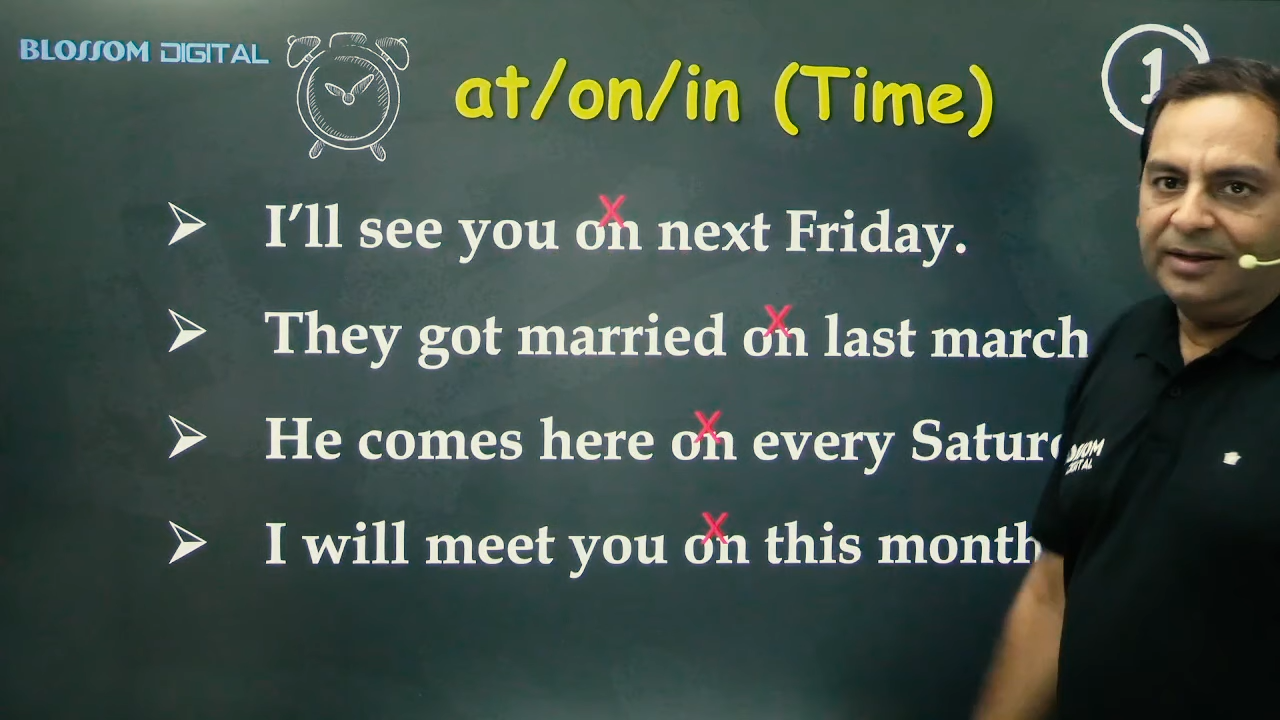 BLOSSOM DIGITAL
at/on/in (Time)
1
I'll see you on next Friday.
X
They got married on last march
X
He comes here on every
X
I will meet you on this month
X
DIGITAL